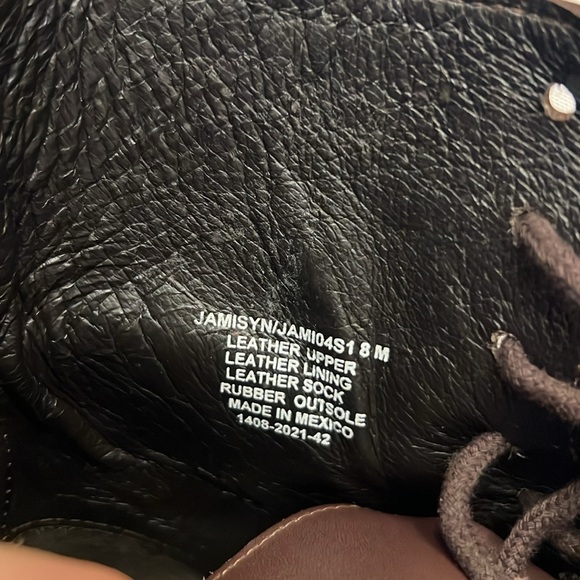 JAMISYN/JAMI04S1 8 M
LEATHER UPPER
LEATHER LINING
LEATHER SOCK
RUBBER OUTSOLE
MADE IN MEXICO
1408-2021-42